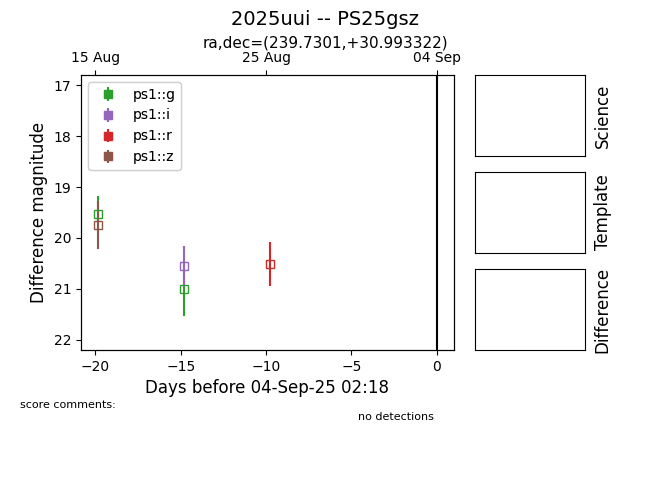 2025uui -- PS25gsz
ra,dec=(239.7301,+30.993322)
15 Aug 25 Aug 04 Sep
ps1::g
ps1::i
ps1::r
ps1::z
17
18
19
20
21
22
Difference magnitude
−20 −15 −10 −5 0
Days before 04-Sep-25 02:18
Science
Template
Difference
score comments:
no detections